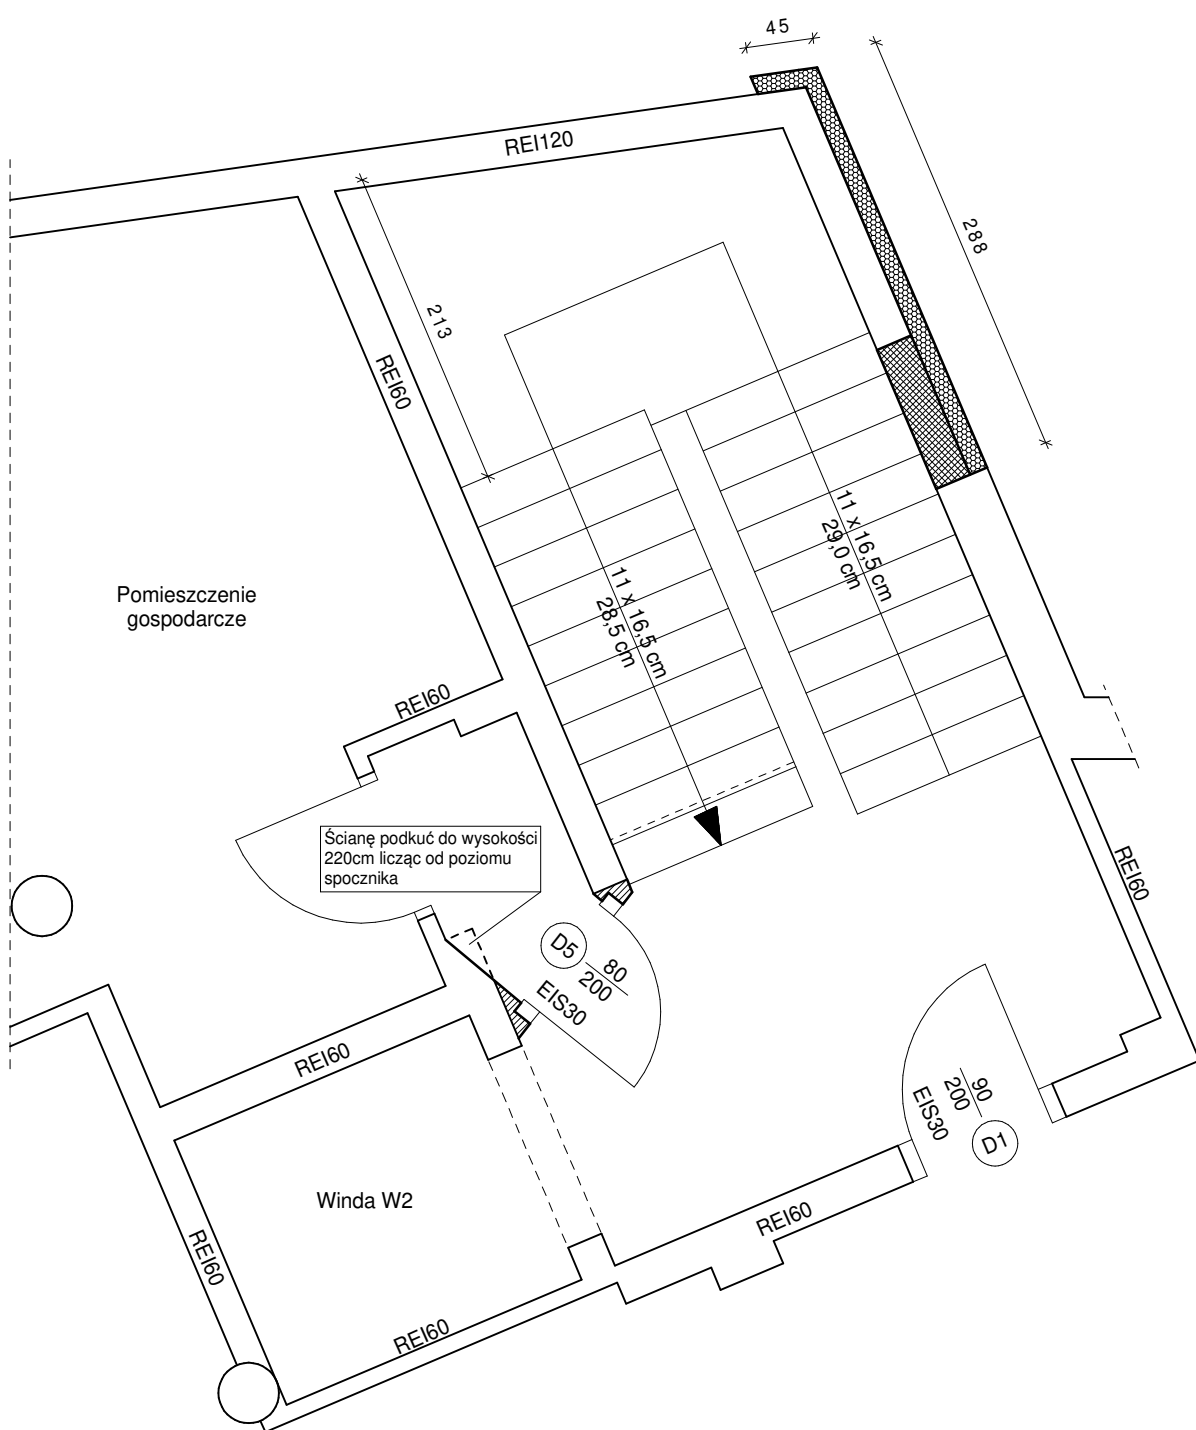 45
REI120
288
213
REI60
11 x 16,5 cm
29,0 cm
11 x 16,5 cm
28,5 cm
Pomieszczenie
gospodarcze
REI60
Ścianę podkuć do wysokości
220cm licząc od poziomu
spocznika
REI60
D5
80
200
EIS30
REI60
90
200
EIS30
D1
Winda W2
REI60
REI60
REI60